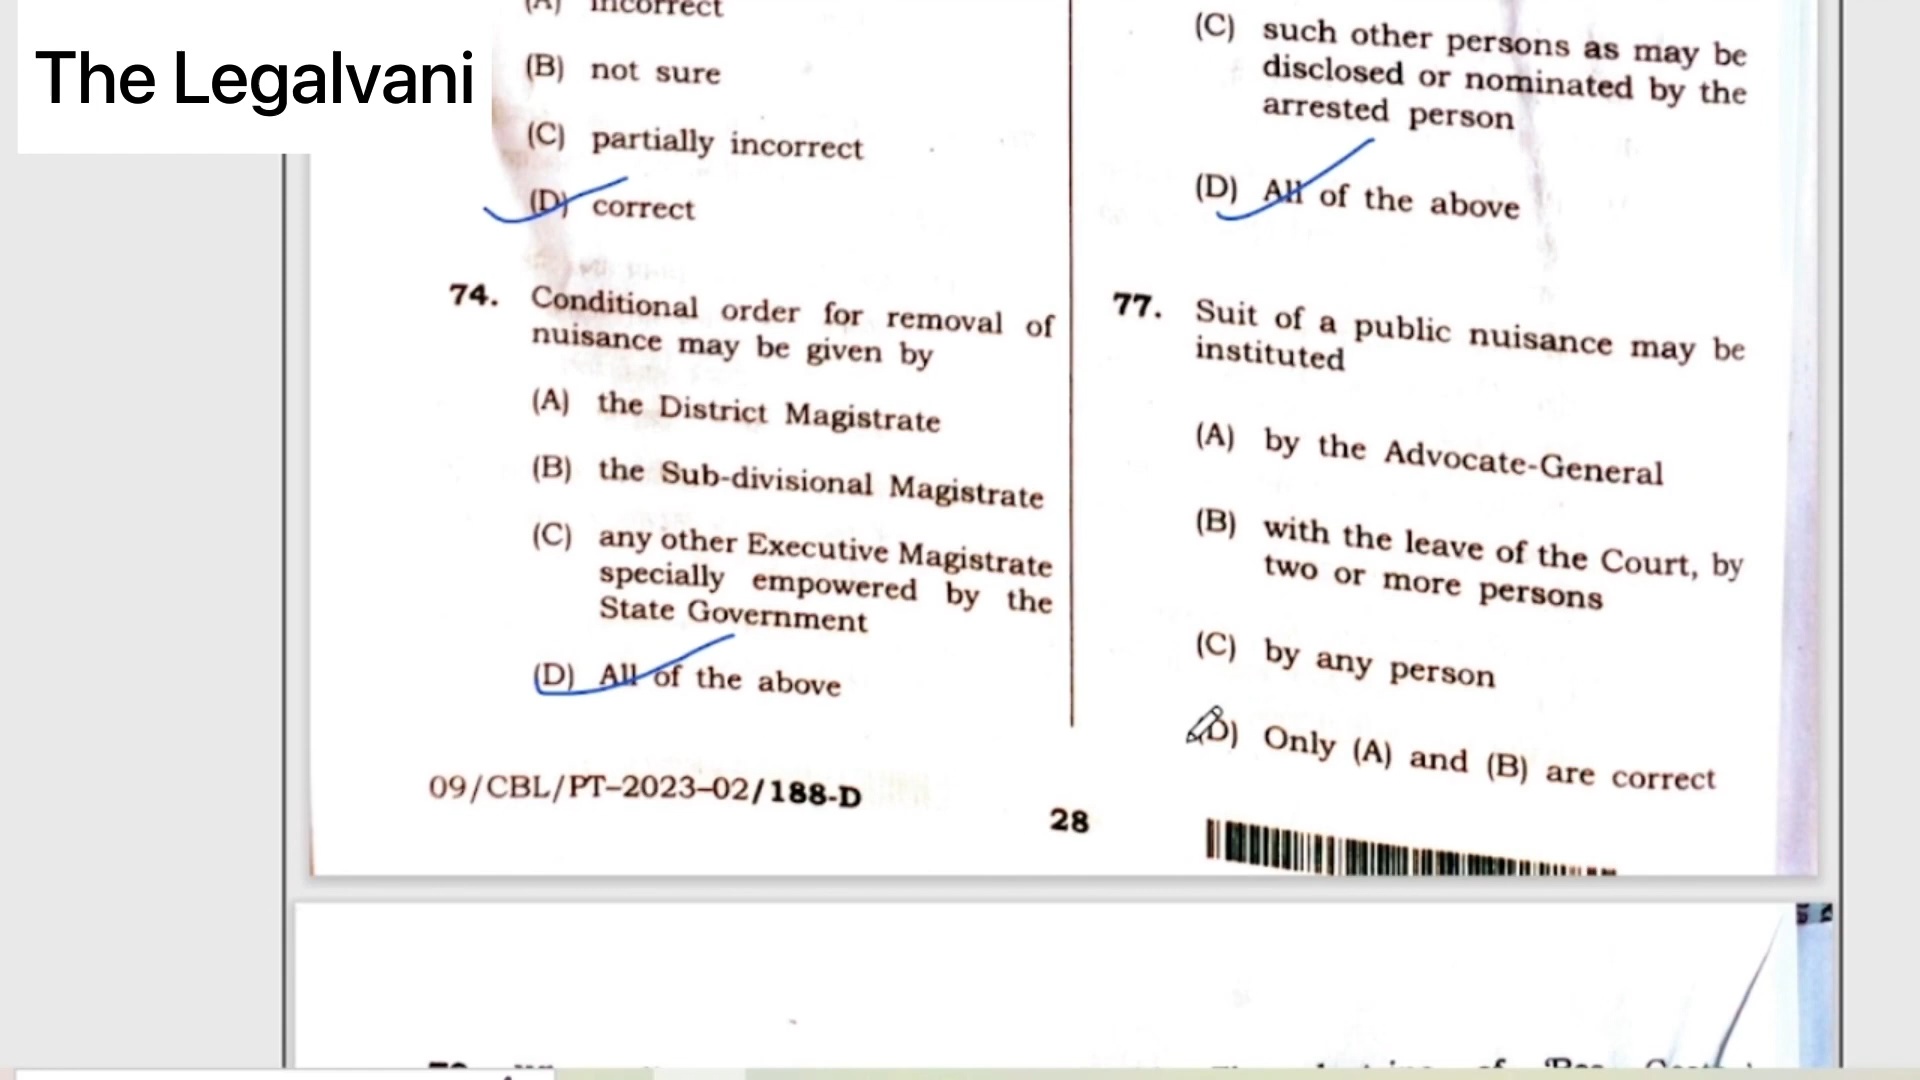 The Legalvani
(A) incorrect
(B) not sure
(C) partially incorrect
(D) correct
74. Conditional order for removal of
nuisance may be given by
(A) the District Magistrate
(B) the Sub-divisional Magistrate
(C) any other Executive Magistrate
specially empowered by the
State Government
(D) All of the above
09/CBL/PT–2023–02/188-D
28
(C) such other persons as may be
disclosed or nominated by the
arrested person
(D) All of the above
77. Suit of a public nuisance may be
instituted
(A) by the Advocate-General
(B) with the leave of the Court, by
two or more persons
(C) by any person
(D) Only (A) and (B) are correct